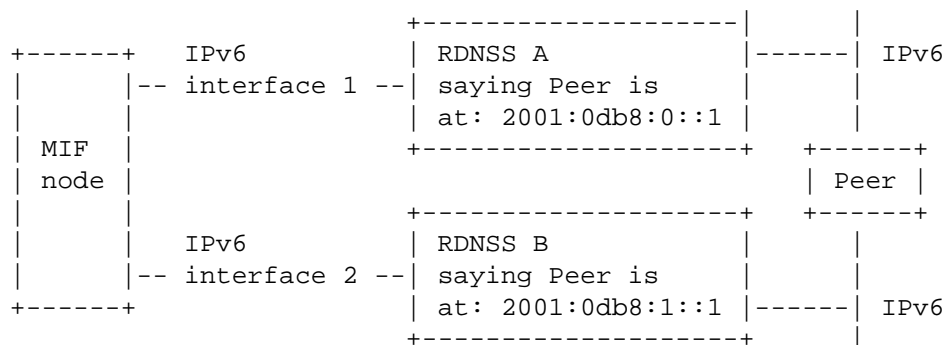 IPv6 RDNSS A IPv6
-- interface 1 -- saying Peer is
at: 2001:0db8:0::1
MIF
node Peer
IPv6 RDNSS B
-- interface 2 -- saying Peer is
at: 2001:0db8:1::1 IPv6